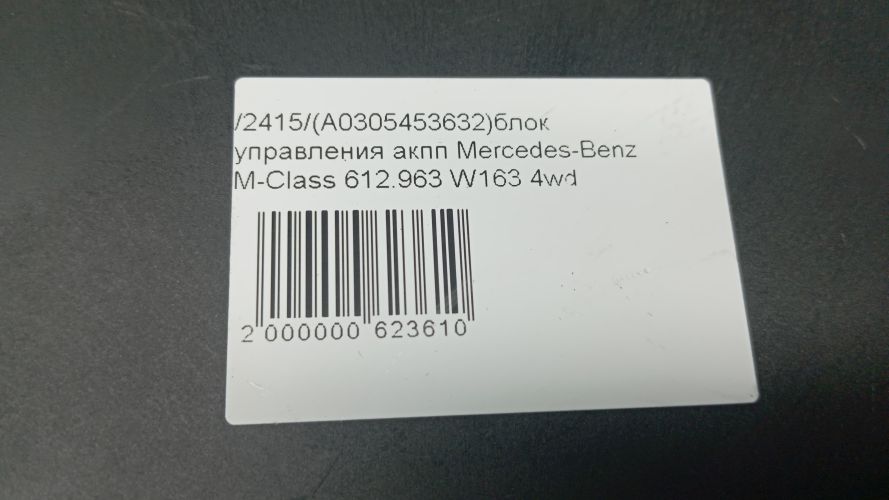 /2415/(A0305453632)блок
управления акпп Mercedes-Benz
M-Class 612.963 W163 4wd
2 000000 623610